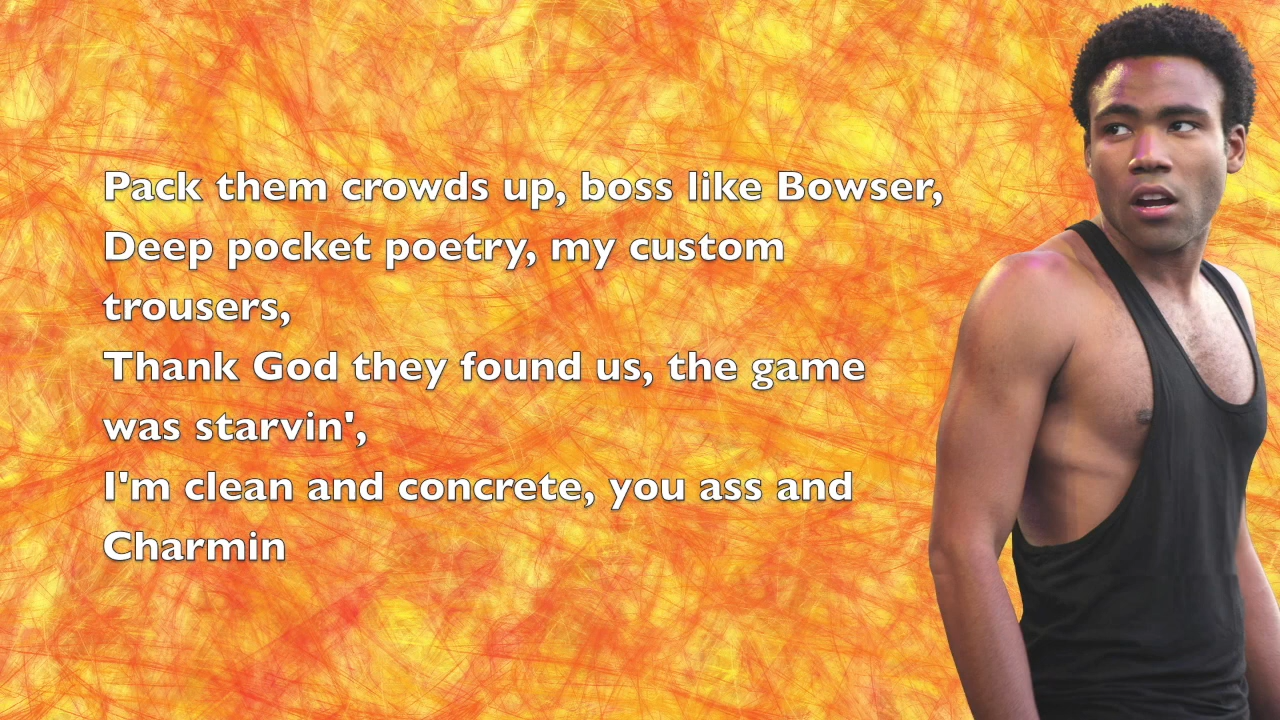 Pack them crowds up, boss like Bowser,
Deep pocket poetry, my custom
trousers,
Thank God they found us, the game
was starvin',
I'm clean and concrete, you ass and
Charmin